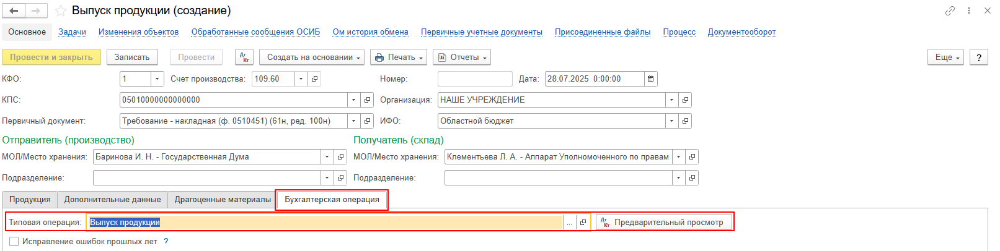 Выпуск продукции (создание)
Основное Задачи Изменения объектов Обработанные сообщения ОСИБ Ом история обмена Первичные учетные документы Присоединенные файлы Процесс Документооборот
Провести и закрыть Записать Провести Дт Кт Создать на основании Печать Отчеты Еще ?
КФО: 1 Счет производства: 109.60 Номер: Дата: 28.07.2025 0:00:00
КПС: 05010000000000000 Организация: НАШЕ УЧРЕЖДЕНИЕ
Первичный документ: Требование - накладная (ф. 0510451) (61н, ред. 100н) ИФО: Областной бюджет
Отправитель (производство) Получатель (склад)
МОЛ/Место хранения: Баринова И. Н. - Государственная Дума МОЛ/Место хранения: Клементьева Л. А. - Аппарат Уполномоченного по правам
Подразделение: Подразделение:
Продукция Дополнительные данные Драгоценные материалы Бухгалтерская операция
Типовая операция: Выпуск продукции ... Дт Кт Предварительный просмотр
Исправление ошибок прошлых лет ?